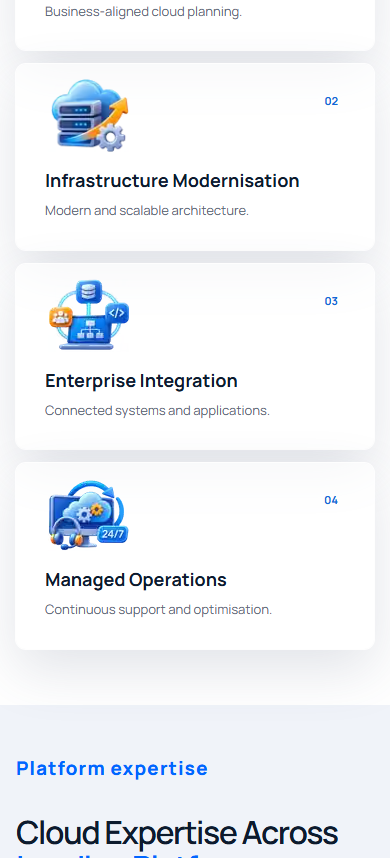 Business-aligned cloud planning.
02
Infrastructure Modernisation
Modern and scalable architecture.
03
</>
Enterprise Integration
Connected systems and applications.
04
24/7
Managed Operations
Continuous support and optimisation.
Platform expertise
Cloud Expertise Across